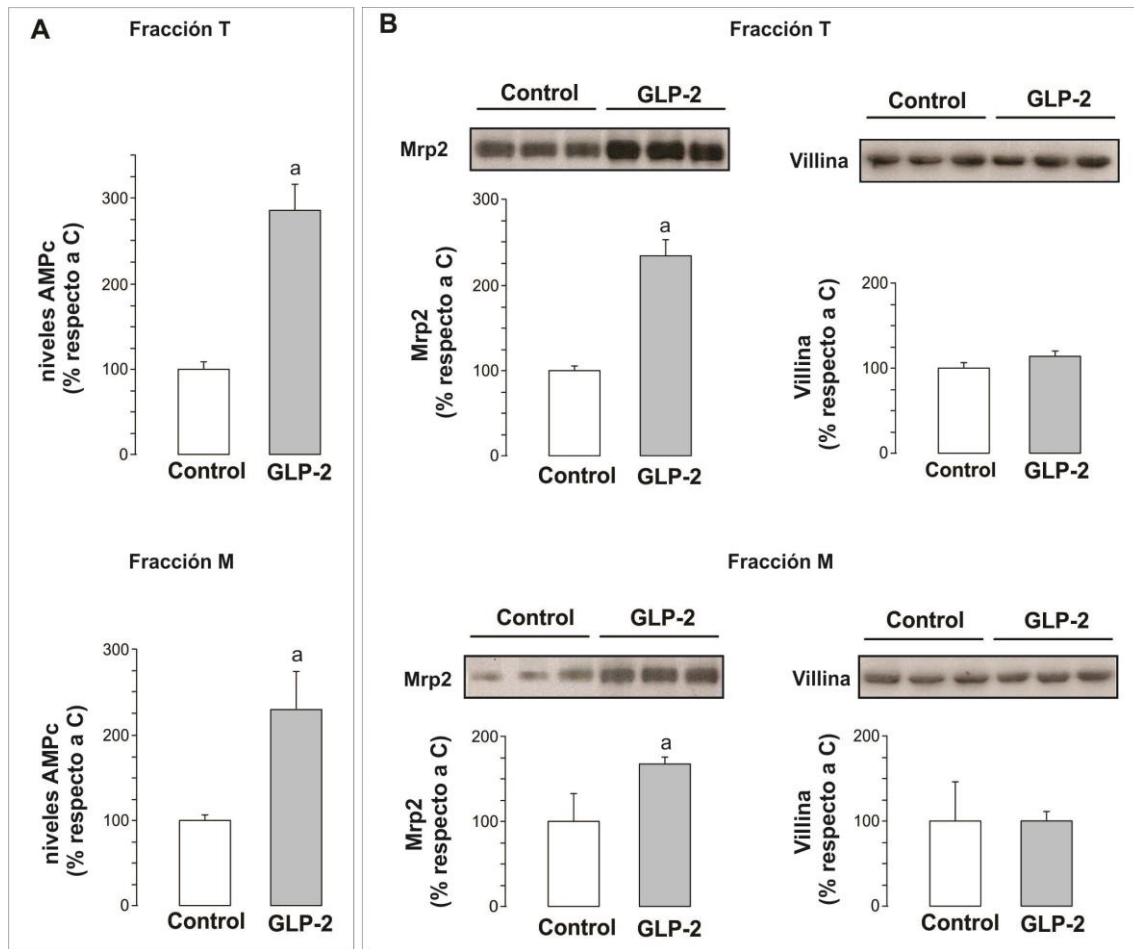 A
Fracción T
niveles AMPc
(% respecto a C)
300
200
100
0
a
Control
GLP-2
Fracción M
niveles AMPc
(% respecto a C)
300
200
100
0
a
Control
GLP-2
B
Fracción T
Control
GLP-2
Mrp2
Mrp2
(% respecto a C)
300
200
100
0
a
Control
GLP-2
Control
GLP-2
Villina
Villina
(% respecto a C)
200
100
0
Control
GLP-2
Fracción M
Control
GLP-2
Mrp2
Mrp2
(% respecto a C)
200
100
0
a
Control
GLP-2
Control
GLP-2
Villina
Villina
(% respecto a C)
200
100
0
Control
GLP-2